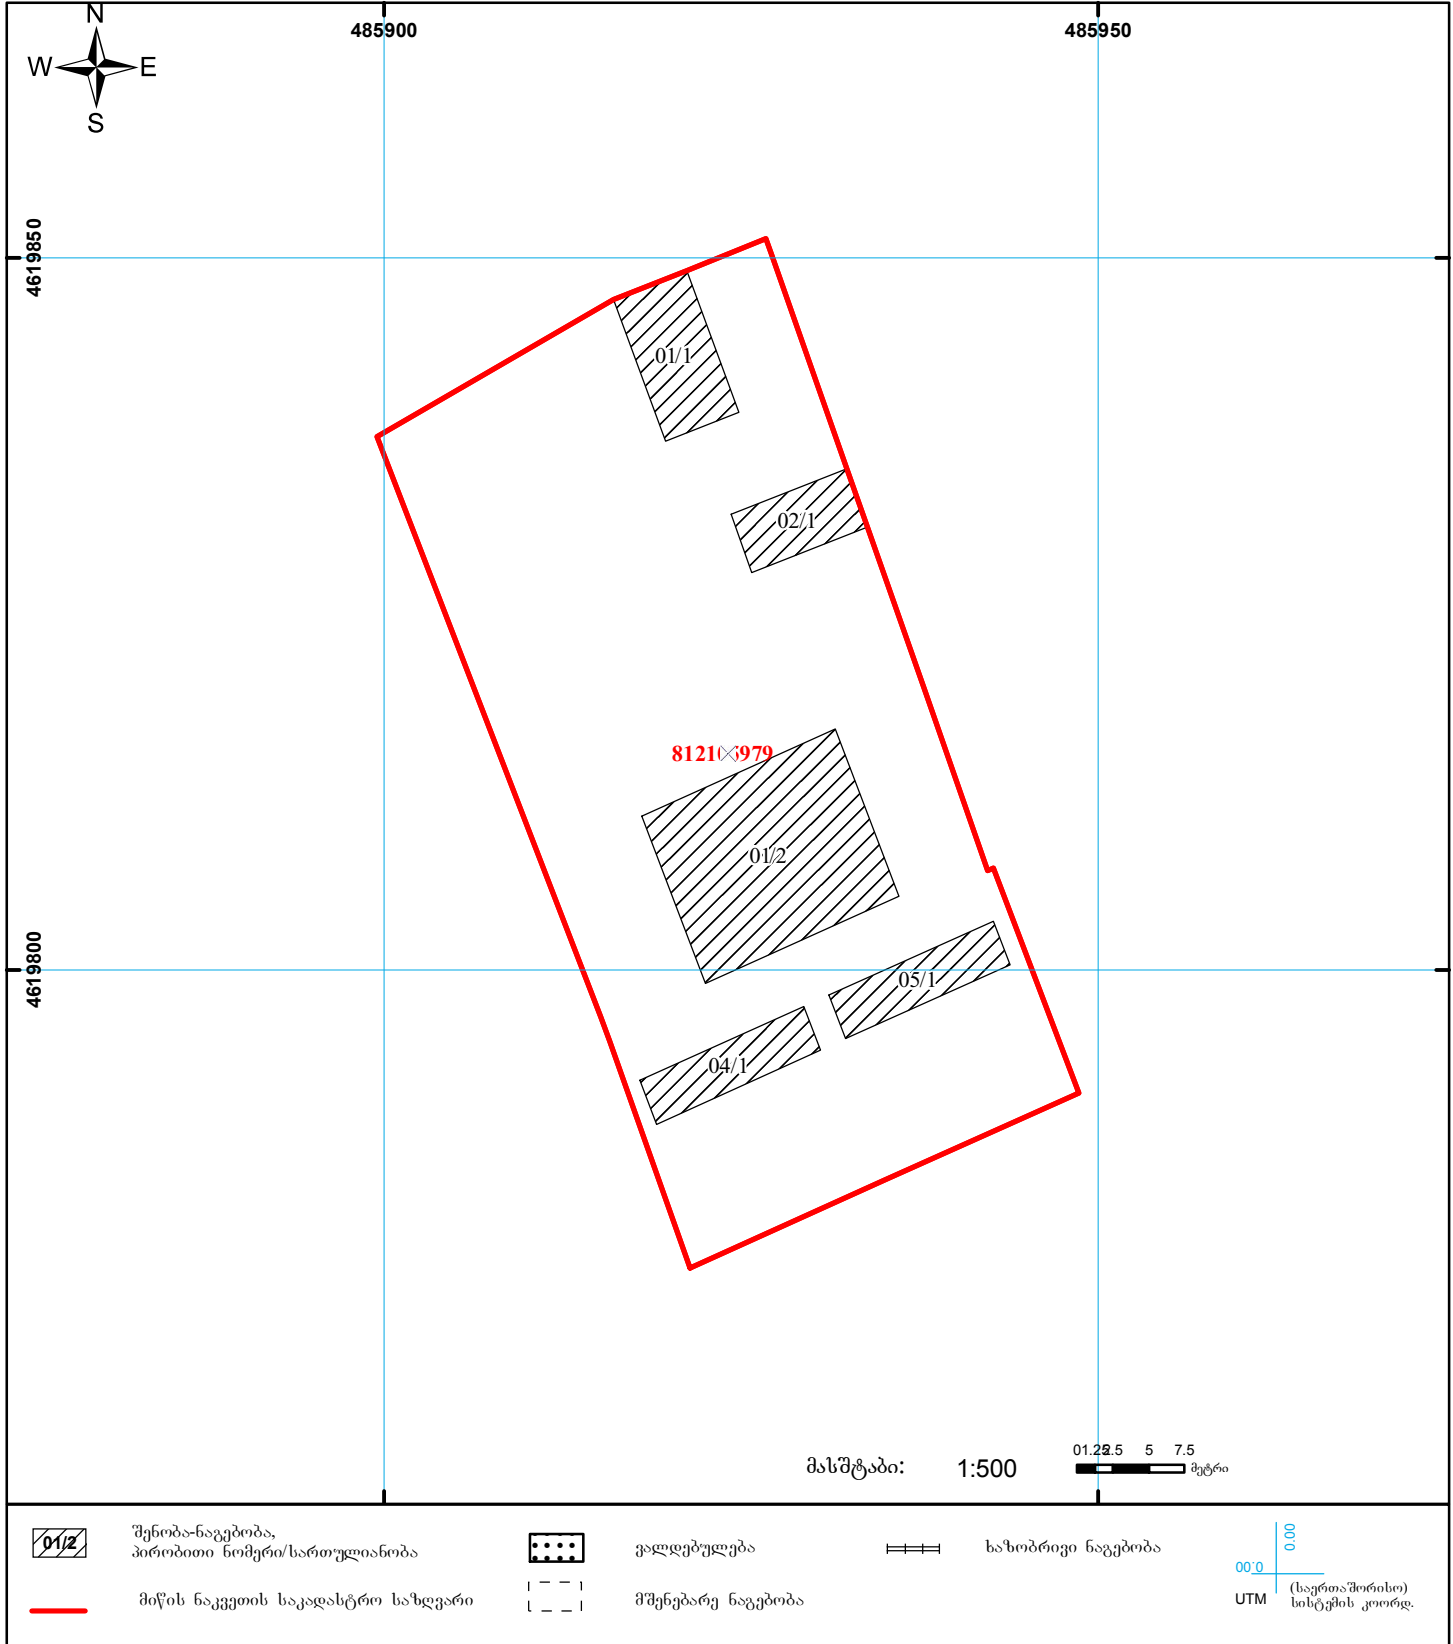 N
W E
S
485900 485950
4619850
01/1
02/1
01/2
4619800
05/1
04/1
მასშტაბი: 1:500
5 7.5
მეტრი
01/2
შენობა-ნაგებობა,
პირობითი ნომერი/სართულიანობა
ვალდებულება
ხაზობრივი ნაგებობა
მიწის ნაკვეთის საკადასტრო საზღვარი
მშენებარე ნაგებობა
00.0
00.0
UTM
(საერთაშორისო)
სისტემის კოორდ.